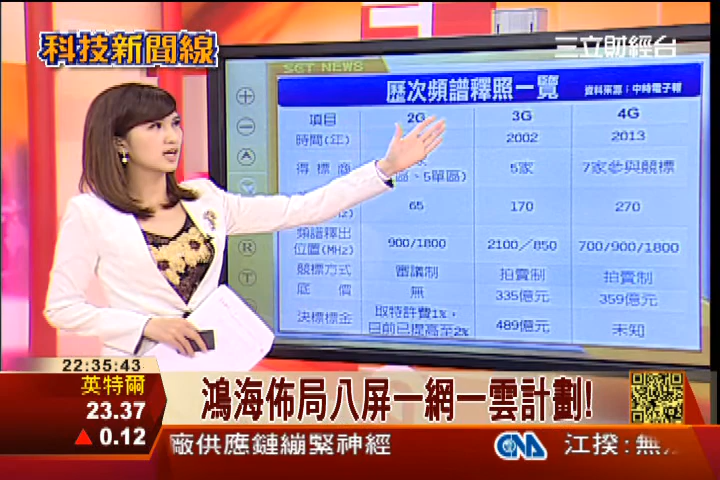 科技新聞線
三立財經台
SET NEWS
歷次頻譜釋照一覽
資料來源：中時電子報
項目 2G 3G 4G
時間(年) 2002 2013
得標商 區、5單區) 5家 7家參與競標
65 170 270
頻譜釋出位置(MHz) 900/1800 2100／850 700/900/1800
競標方式 審議制 拍賣制 拍賣制
底價 無 335億元 359億元
決標標金 取特許費1%，目前已提高至2% 489億元 未知
22:35:43
英特爾
23.37
▲ 0.12
鴻海佈局八屏一網一雲計劃!
廠供應鏈繃緊神經 CNA 江揆：無